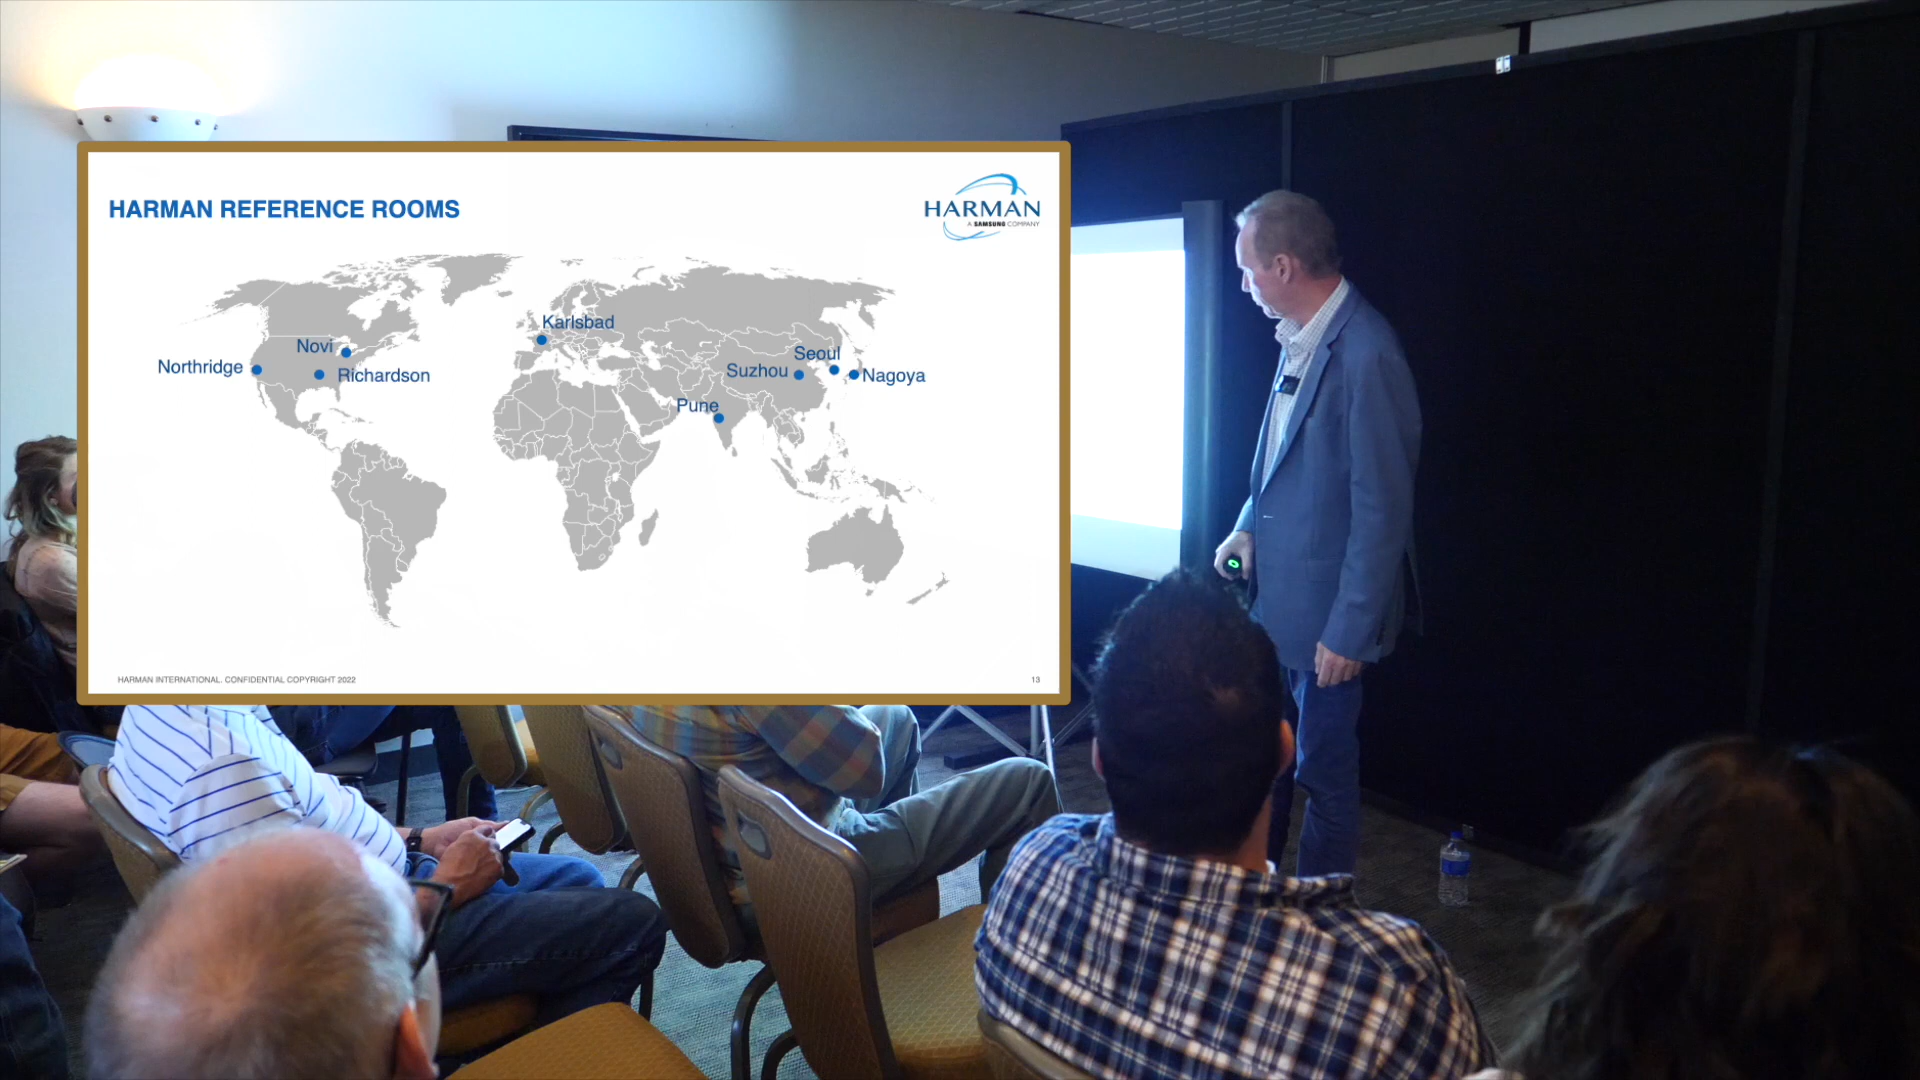 HARMAN REFERENCE ROOMS
HARMAN
A SAMSUNG COMPANY
Karlsbad
Novi
Northridge
Richardson
Seoul
Suzhou
Nagoya
Pune
HARMAN INTERNATIONAL. CONFIDENTIAL COPYRIGHT 2022
13